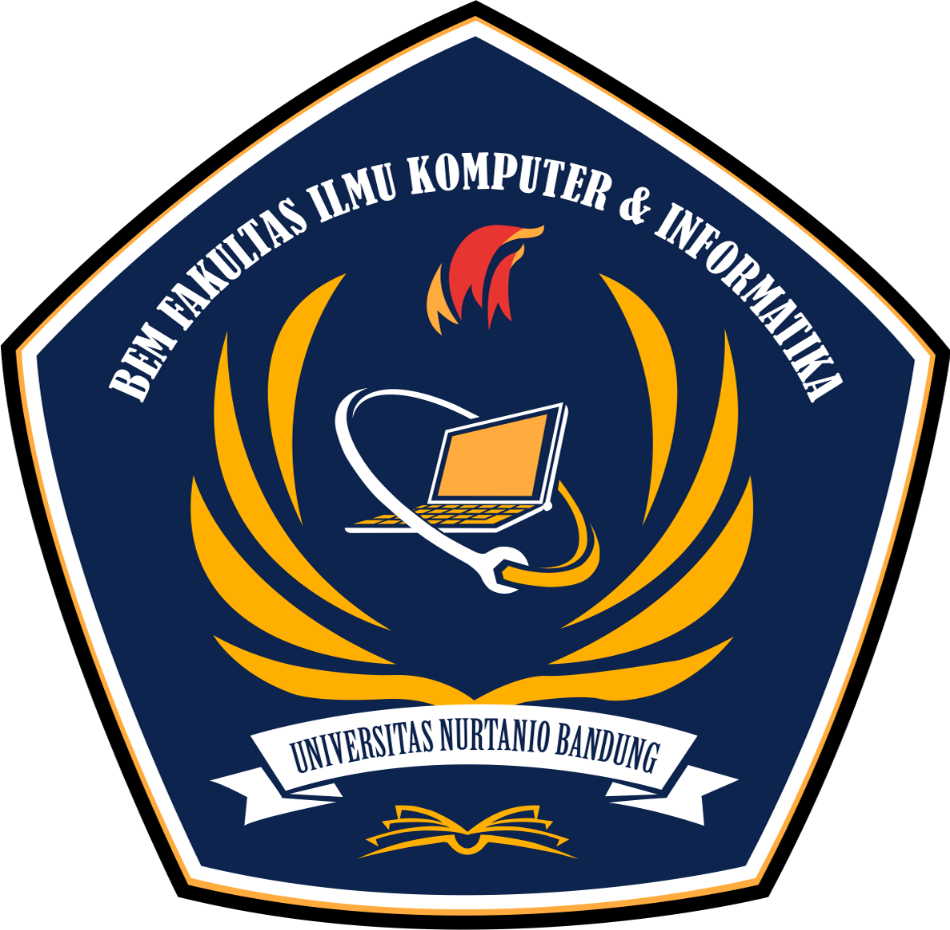 BEM FAKULTAS ILMU KOMPUTER & INFORMATIKA
UNIVERSITAS NURTANIO BANDUNG